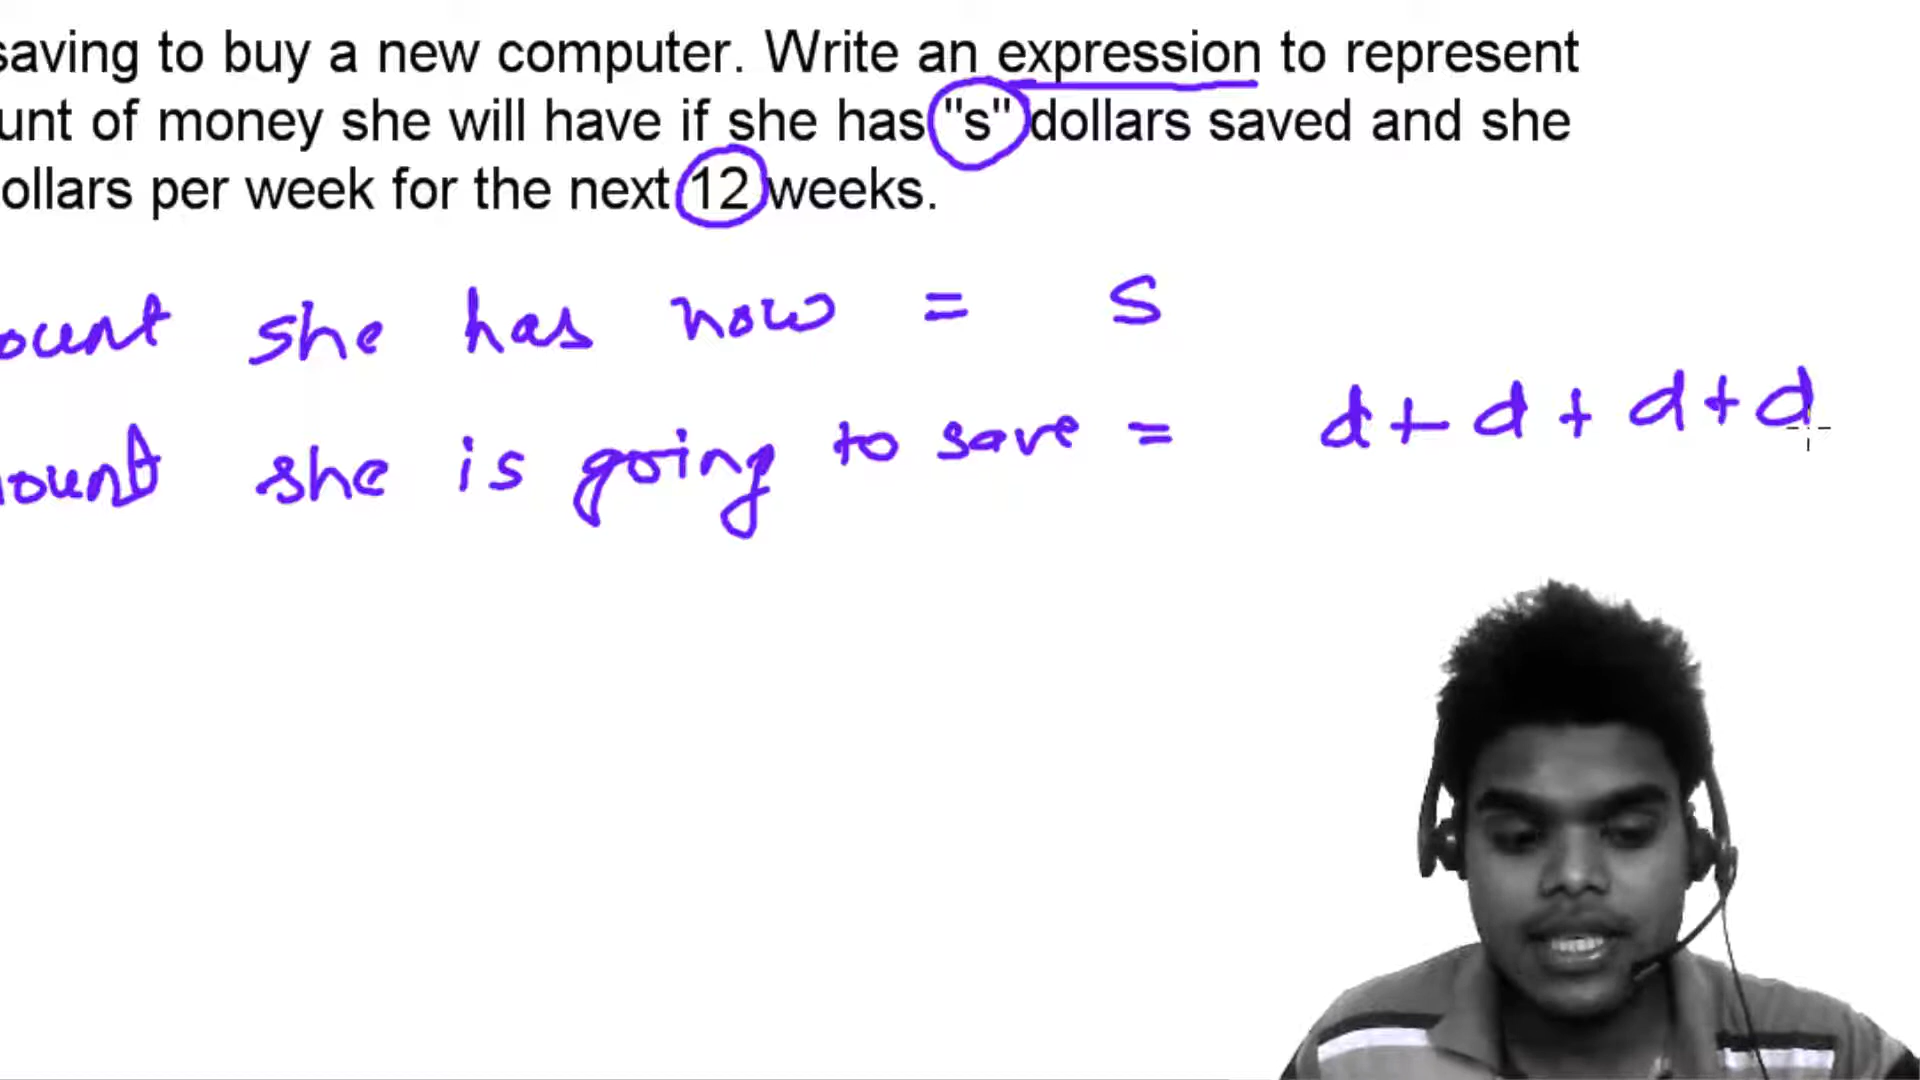 saving to buy a new computer. Write an expression to represent
unt of money she will have if she has "s" dollars saved and she
ollars per week for the next 12 weeks.
ount she has now = s
ount she is going to save = d + d + d + d